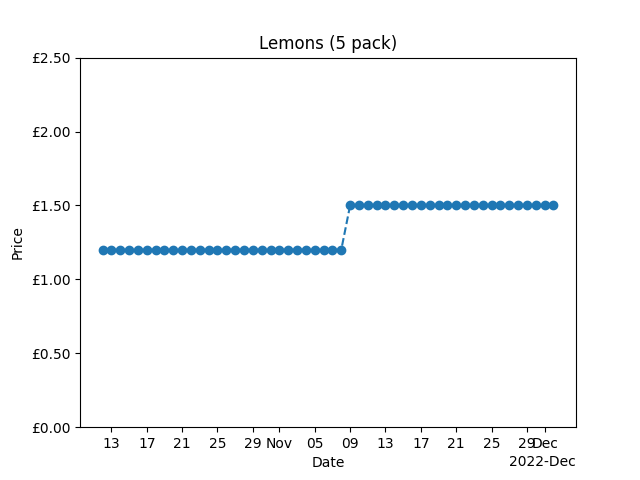 Lemons (5 pack)
£2.50
£2.00
£1.50
£1.00
£0.50
£0.00
Price
13 17 21 25 29 Nov 05 09 13 17 21 25 29 Dec
Date
2022-Dec